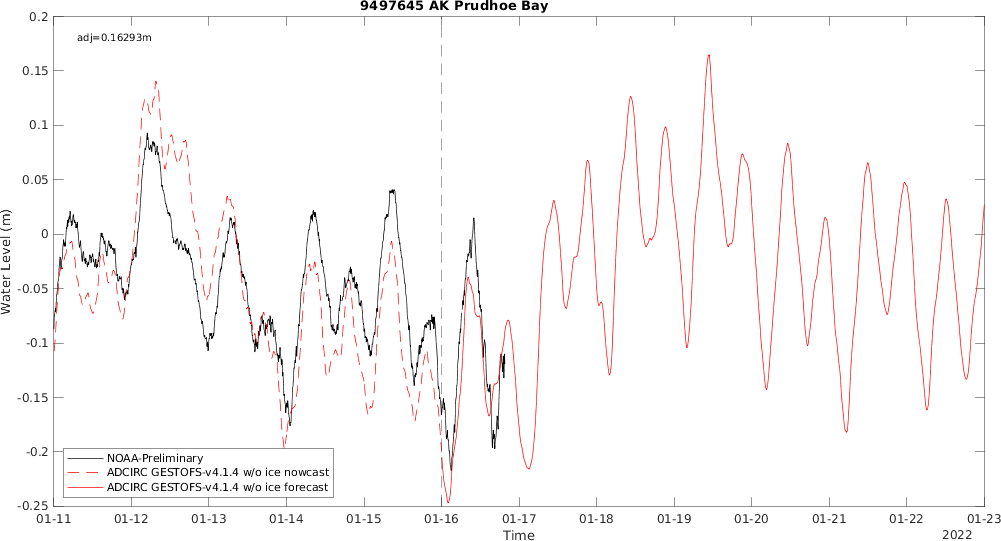 9497645 AK Prudhoe Bay
adj=0.16293m
Water Level (m)
0.2
0.15
0.1
0.05
0
-0.05
-0.1
-0.15
-0.2
-0.25
NOAA-Preliminary
ADCIRC GESTOFS-v4.1.4 w/o ice nowcast
ADCIRC GESTOFS-v4.1.4 w/o ice forecast
01-11 01-12 01-13 01-14 01-15 01-16 01-17 01-18 01-19 01-20 01-21 01-22 01-23
Time
2022